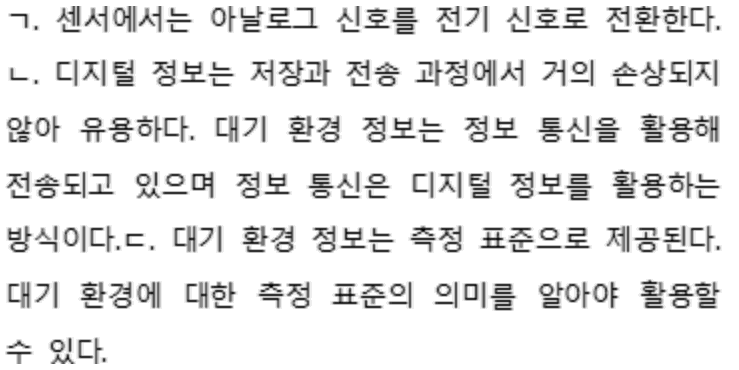 ㄱ. 센서에서는 아날로그 신호를 전기 신호로 전환한다.
ㄴ. 디지털 정보는 저장과 전송 과정에서 거의 손상되지
않아 유용하다. 대기 환경 정보는 정보 통신을 활용해
전송되고 있으며 정보 통신은 디지털 정보를 활용하는
방식이다.ㄷ. 대기 환경 정보는 측정 표준으로 제공된다.
대기 환경에 대한 측정 표준의 의미를 알아야 활용할
수 있다.